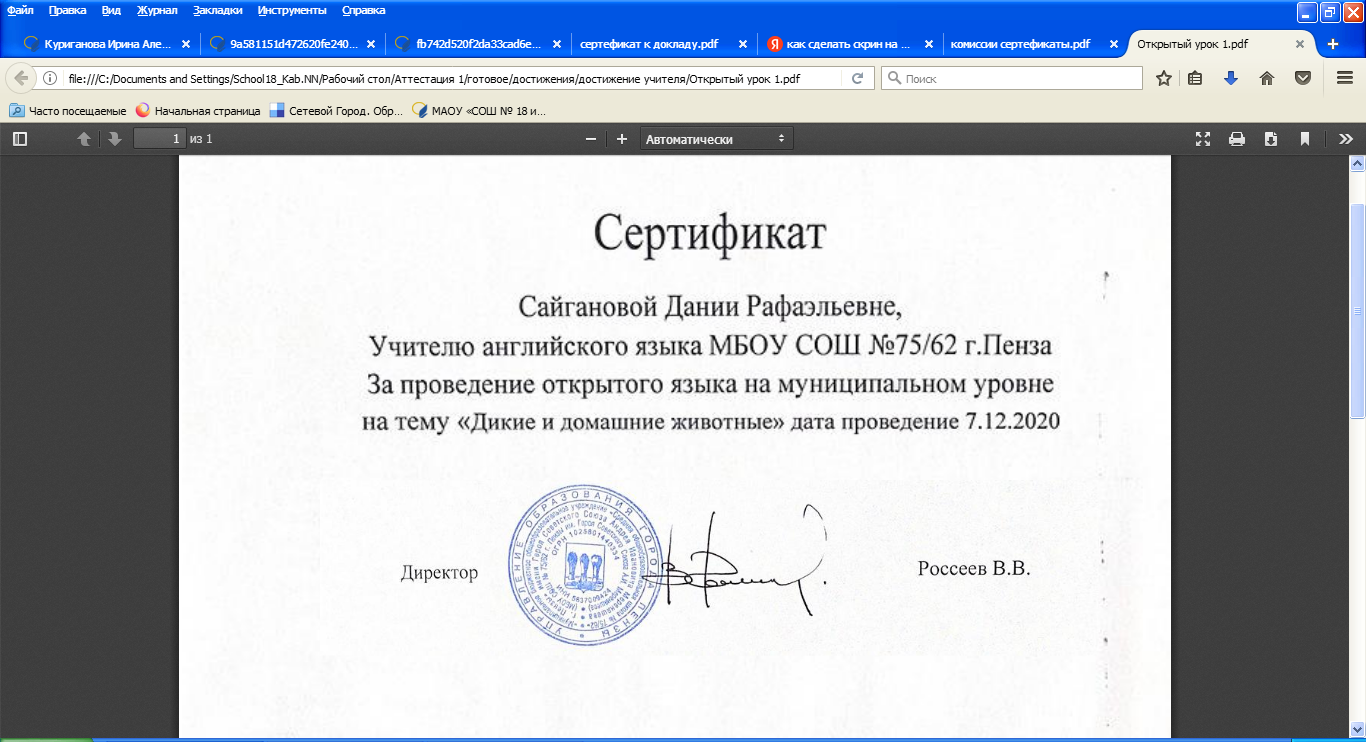 Файл Правка Вид Журнал Закладки Инструменты Справка
Куриганова Ирина Але... 9a581151d472620fe240... fb742d520f2da33cad6e... сертефикат к докладу.pdf как сделать скрин на ... комиссии сертефикаты.pdf Открытый урок 1.pdf
file:///C:/Documents and Settings/School18_Kab.NN/Рабочий стол/Аттестация 1/готовое/достижения/достижение учителя/Открытый урок 1.pdf Поиск
Часто посещаемые Начальная страница Сетевой Город. Обр... МАОУ «СОШ № 18 и...
1 из 1 Автоматически
Сертификат
Сайгановой Дании Рафаэльевне,
Учителю английского языка МБОУ СОШ №75/62 г.Пенза
За проведение открытого языка на муниципальном уровне
на тему «Дикие и домашние животные» дата проведение 7.12.2020
УПРАВЛЕНИЕ ОБРАЗОВАНИЯ ГОРОДА ПЕНЗЫ
Директор
Россеев В.В.